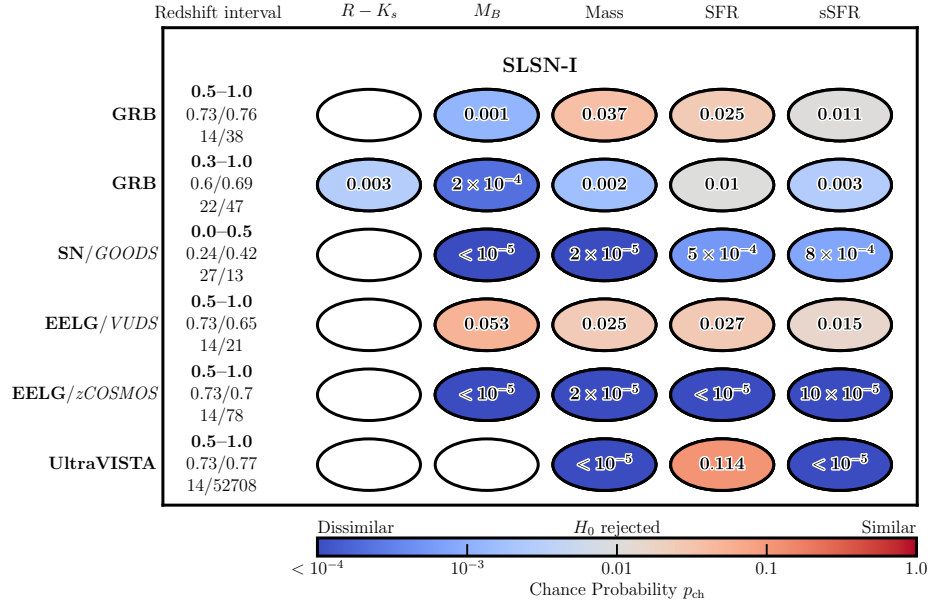 Redshift interval R − Ks MB Mass SFR sSFR
SLSN-I
GRB 0.5–1.0 0.001 0.037 0.025 0.011
0.73/0.76
14/38
GRB 0.3–1.0 0.003 2 × 10⁻⁴ 0.002 0.01 0.003
0.6/0.69
22/47
SN/GOODS 0.0–0.5 < 10⁻⁵ 2 × 10⁻⁵ 5 × 10⁻⁴ 8 × 10⁻⁴
0.24/0.42
27/13
EELG/VUDS 0.5–1.0 0.053 0.025 0.027 0.015
0.73/0.65
14/21
EELG/zCOSMOS 0.5–1.0 < 10⁻⁵ 2 × 10⁻⁵ < 10⁻⁵ 10 × 10⁻⁵
0.73/0.7
14/78
UltraVISTA 0.5–1.0 < 10⁻⁵ 0.114 < 10⁻⁵
0.73/0.77
14/52708
Dissimilar H₀ rejected Similar
< 10⁻⁴ 10⁻³ 0.01 0.1 1.0
Chance Probability pch